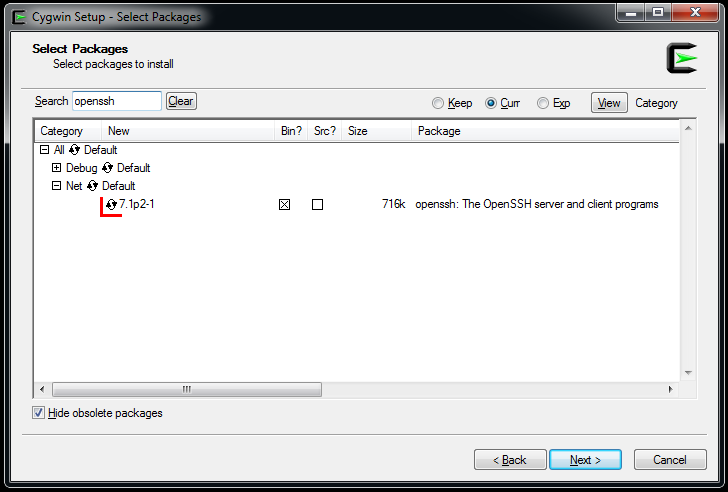 Cygwin Setup - Select Packages
Select Packages
Select packages to install
Search openssh Clear Keep Curr Exp View Category
Category New Bin? Src? Size Package
All Default
Debug Default
Net Default
7.1p2-1 716k openssh: The OpenSSH server and client programs
Hide obsolete packages
< Back Next > Cancel